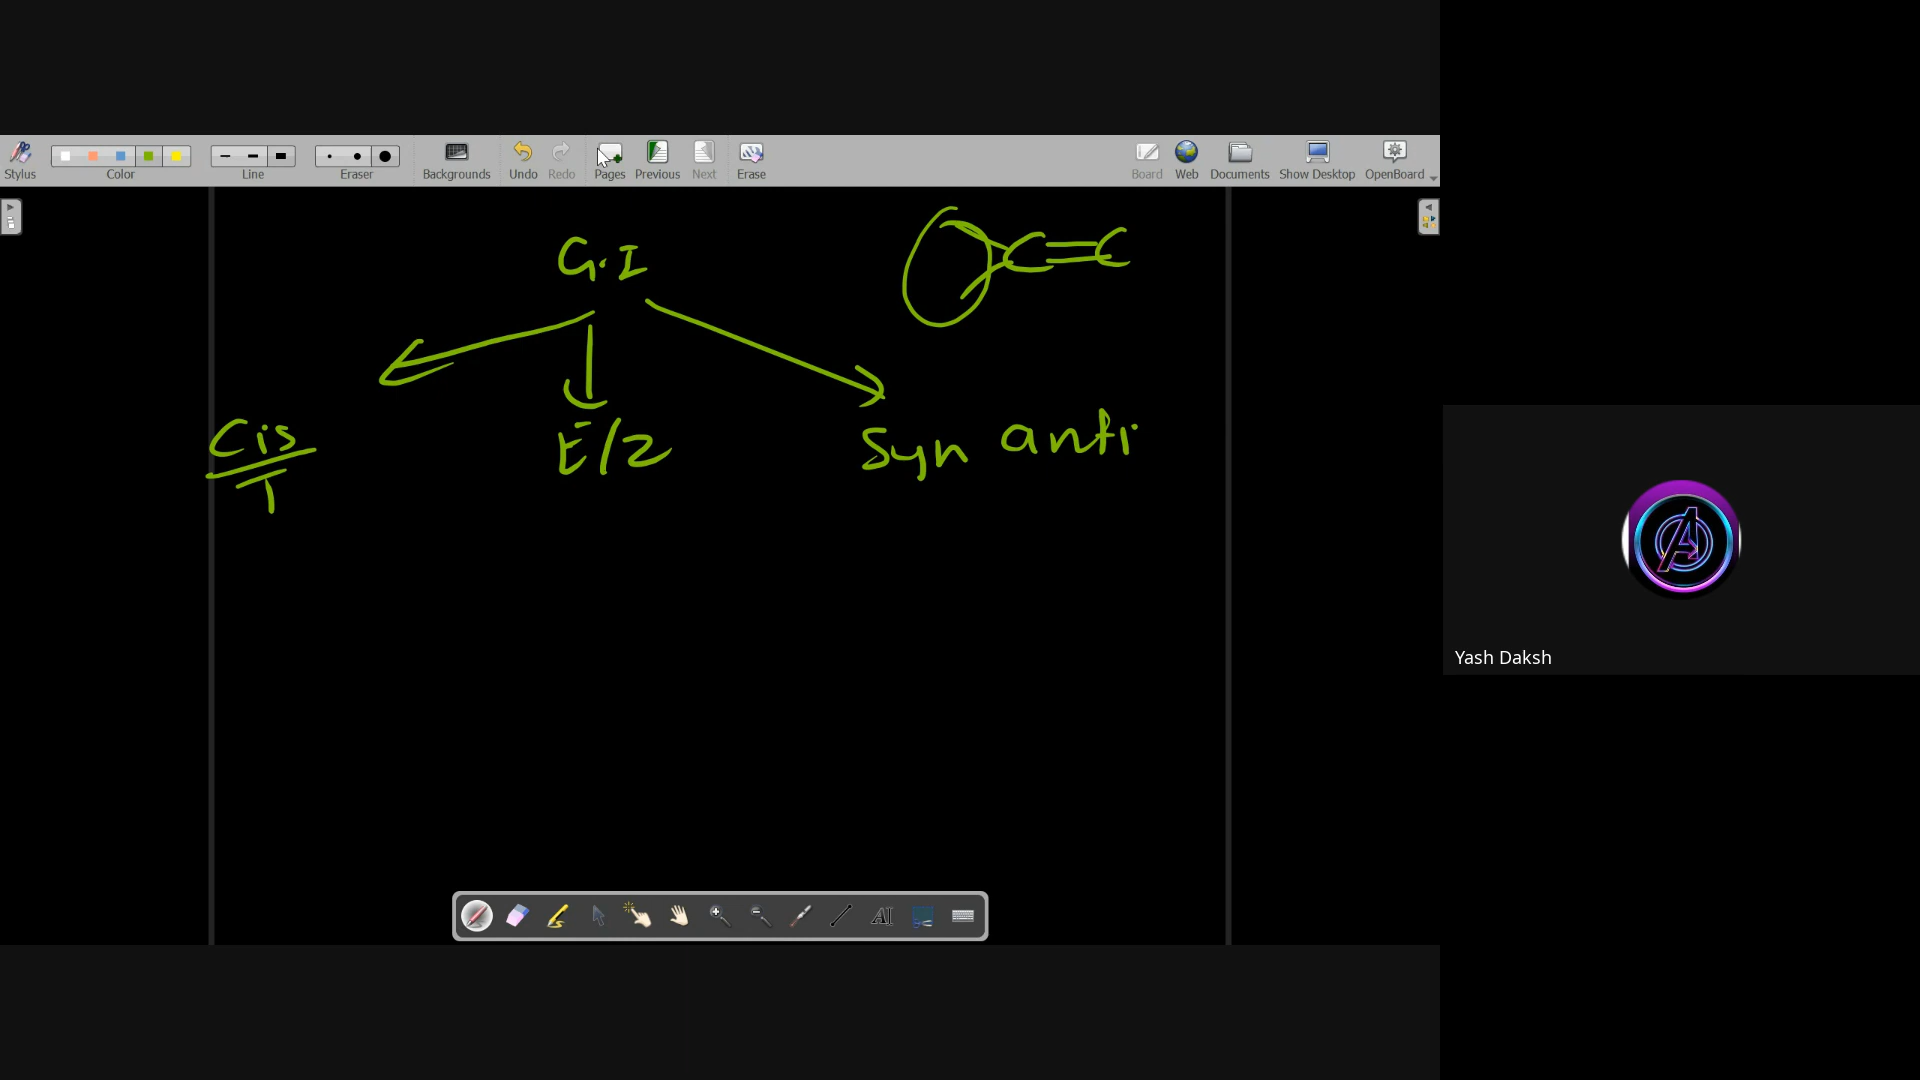 Stylus Color Line Eraser Backgrounds Undo Redo Pages Previous Next Erase Board Web Documents Show Desktop OpenBoard
G.I
C=C
Cis
T
E/Z
Syn anti
AI
A
Yash Daksh